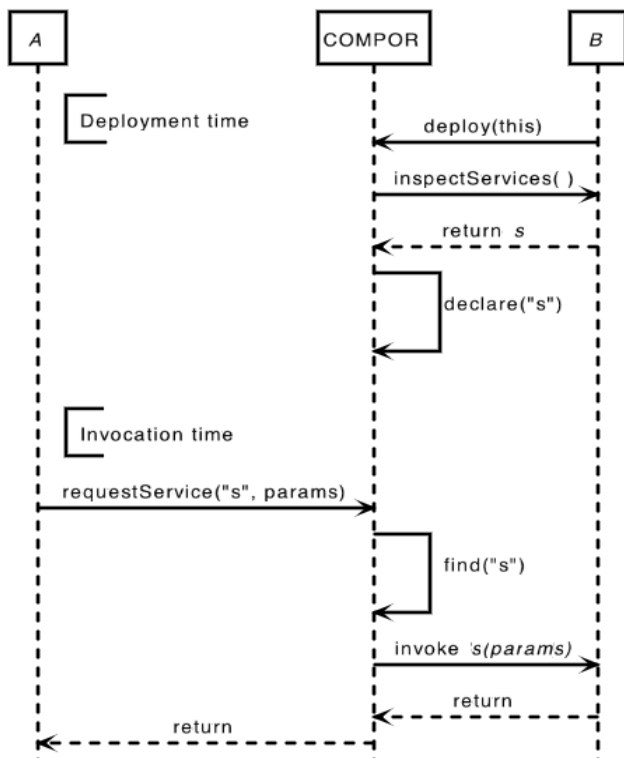 A COMPOR B
Deployment time
deploy(this)
inspectServices( )
return s
declare("s")
Invocation time
requestService("s", params)
find("s")
invoke s(params)
return
return